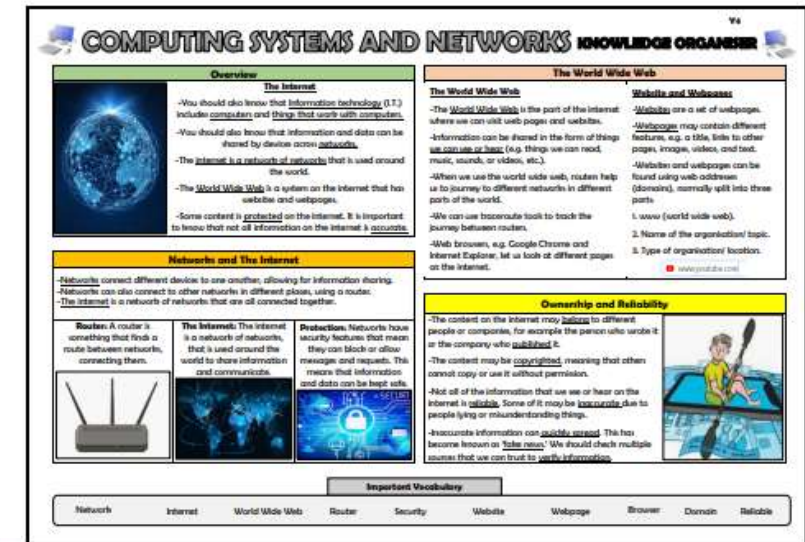 Y4
COMPUTING SYSTEMS AND NETWORKS KNOWLEDGE ORGANISER
Overview
The Internet
-You should also know that Information technology (I.T.)
includes computers and things that work with computers.
-You should also know that information and data can be
shared by devices across networks.
-The internet is a network of networks that is used around
the world.
-The World Wide Web is a system on the internet that has
websites and webpages.
-Some content is protected on the internet. It is important
to know that not all information on the internet is accurate.
Networks and The Internet
-Networks connect different devices to one another, allowing for information sharing.
-Networks can also connect to other networks in different places, using a router.
-The internet is a network of networks that are all connected together.
Router: A router is
something that finds a
route between networks,
connecting them.
The Internet: The internet
is a network of networks,
that is used around the
world to share information
and communicate.
Protection: Networks have
security features that mean
they can block or allow
messages and requests. This
means that information
and data can be kept safe.
SECURE
The World Wide Web
The World Wide Web
-The World Wide Web is the part of the internet
where we can visit web pages and websites.
-Information can be shared in the form of things
we can see or hear (e.g. things we can read,
music, sounds, or videos, etc.).
-When we use the world wide web, routers help
us to journey to different networks in different
parts of the world.
-We can use traceroute tools to track the
journey between routers.
-Web browsers, e.g. Google Chrome and
Internet Explorer, let us look at different pages
on the internet.
Website and Webpages
-Websites are a set of webpages.
-Webpages may contain different
features, e.g. a title, links to other
pages, images, videos, and text.
-Websites and webpages can be
found using web addresses
(domains), normally split into three
parts:
1. www (world wide web).
2. Name of the organisation/ topic.
3. Type of organisation/ location.
www.youtube.com/
Ownership and Reliability
-The content on the internet may belong to different
people or companies, for example the person who wrote it
or the company who published it.
-The content may be copyrighted, meaning that others
cannot copy or use it without permission.
-Not all of the information that we see or hear on the
internet is reliable. Some of it may be inaccurate due to
people lying or misunderstanding things.
-Inaccurate information can quickly spread. This has
become known as 'fake news.' We should check multiple
sources that we can trust to verify information.
Important Vocabulary
Network Internet World Wide Web Router Security Website Webpage Browser Domain Reliable